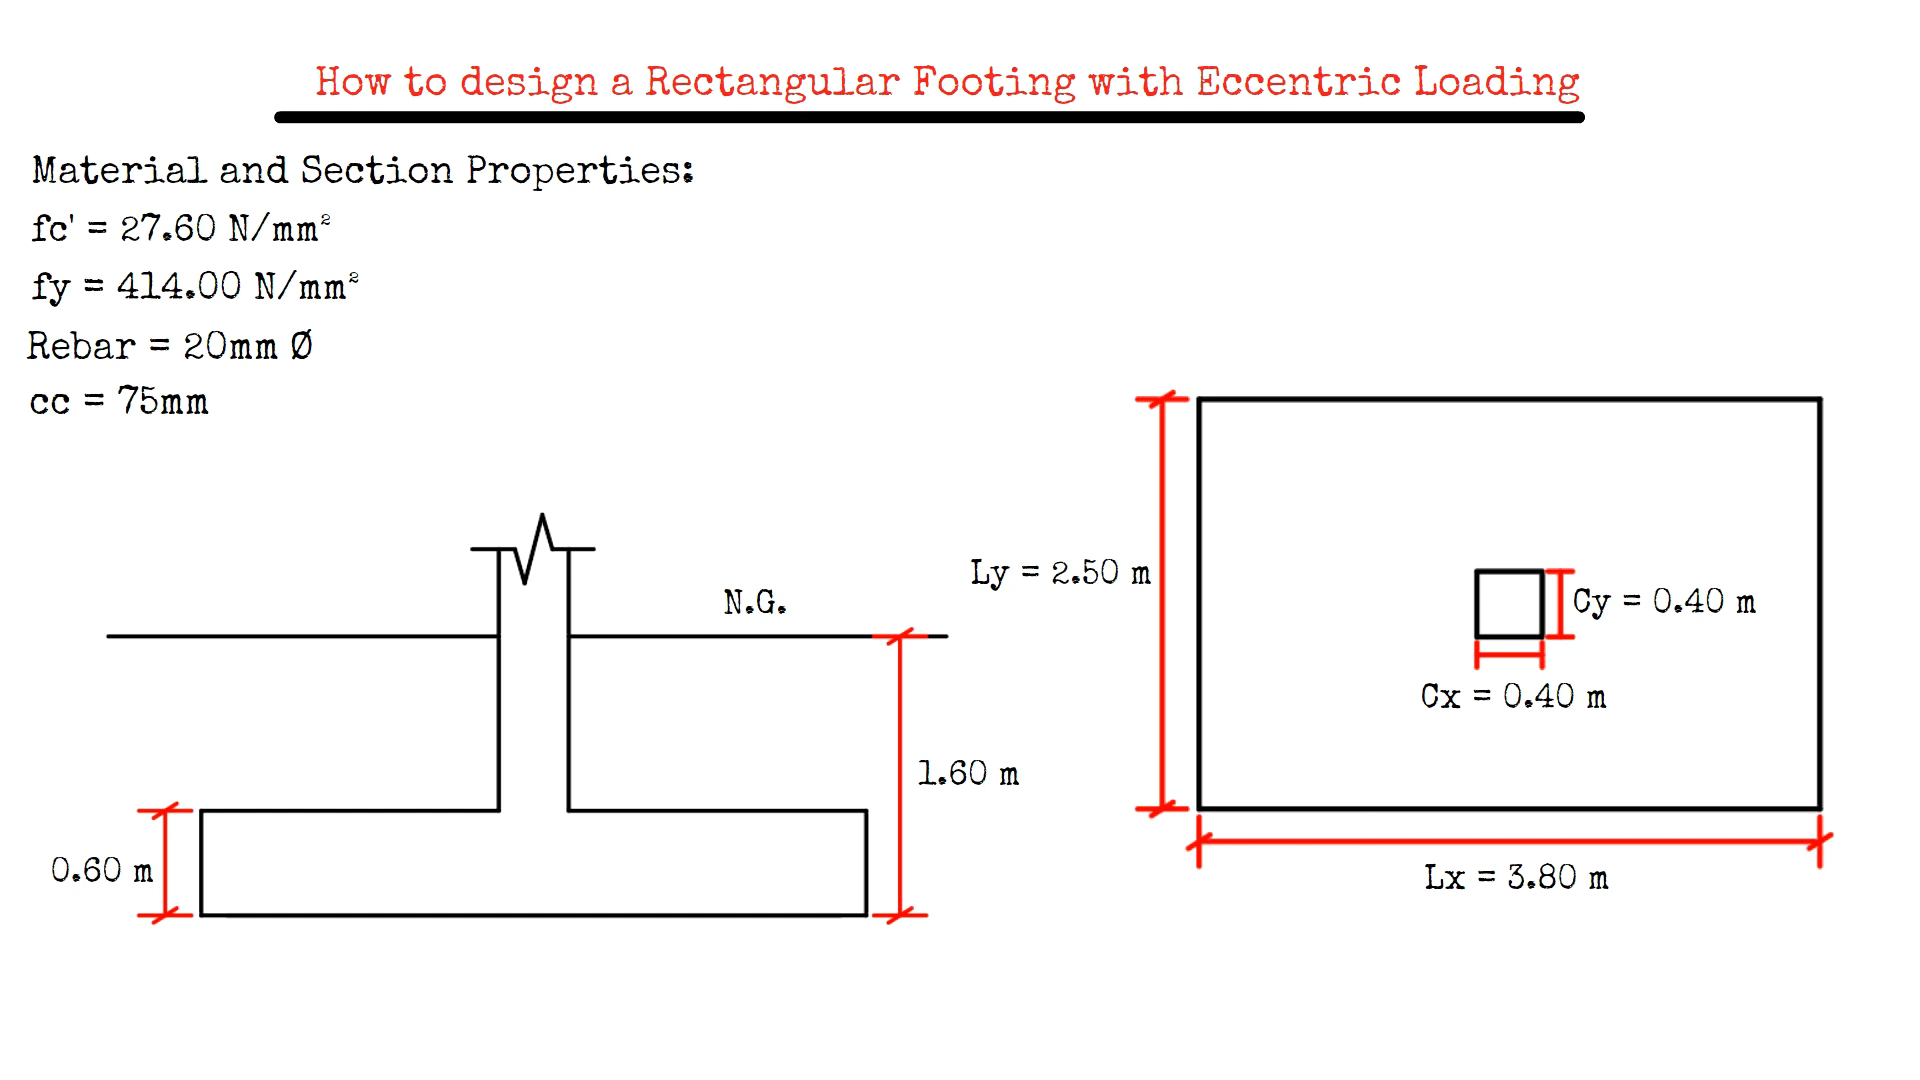 How to design a Rectangular Footing with Eccentric Loading
Material and Section Properties:
fc' = 27.60 N/mm²
fy = 414.00 N/mm²
Rebar = 20mm Ø
cc = 75mm
N.G.
1.60 m
0.60 m
Ly = 2.50 m
Cy = 0.40 m
Cx = 0.40 m
Lx = 3.80 m